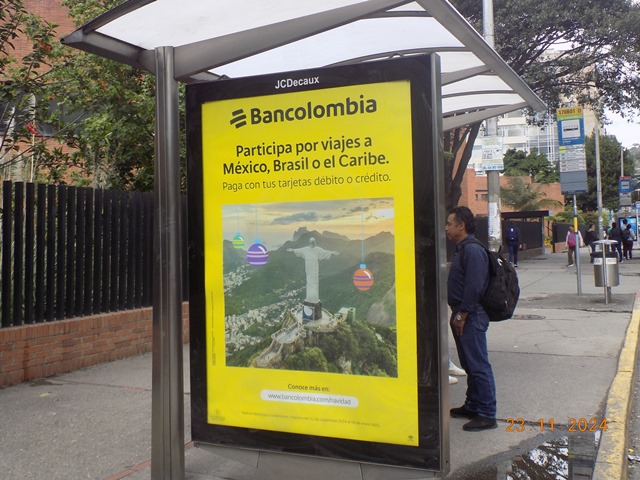 JCDecaux
Bancolombia
Participa por viajes a
México, Brasil o el Caribe.
Paga con tus tarjetas débito o crédito.
Conoce más en:
www.bancolombia.com/navidad
23 11 2024